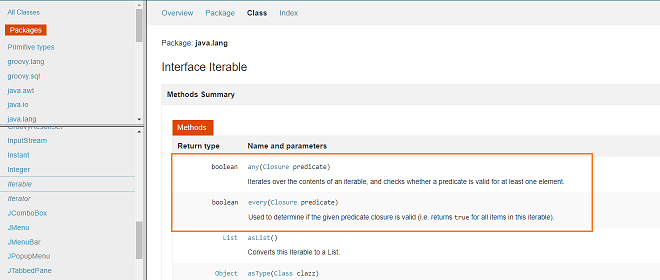 All Classes
Packages
Primitive types
groovy.lang
groovy.sql
java.awt
java.io
java.lang
GroovyResultSet
InputStream
Instant
Integer
Iterable
Iterator
JComboBox
JMenu
JMenuBar
JPopupMenu
JTabbedPane
Overview Package Class Index
Package: java.lang
Interface Iterable
Methods Summary
Methods
Return type Name and parameters
boolean any(Closure predicate)
Iterates over the contents of an iterable, and checks whether a predicate is valid for at least one element.
boolean every(Closure predicate)
Used to determine if the given predicate closure is valid (i.e. returns true for all items in this iterable).
List asList()
Converts this Iterable to a List.
Object asType(Class clazz)